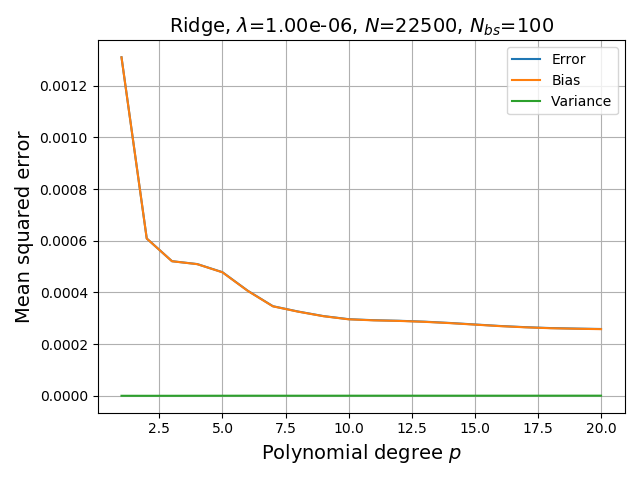 Ridge, λ=1.00e-06, N=22500, N_bs=100
Error
Bias
Variance
0.0012
0.0010
0.0008
0.0006
0.0004
0.0002
0.0000
Mean squared error
2.5 5.0 7.5 10.0 12.5 15.0 17.5 20.0
Polynomial degree p